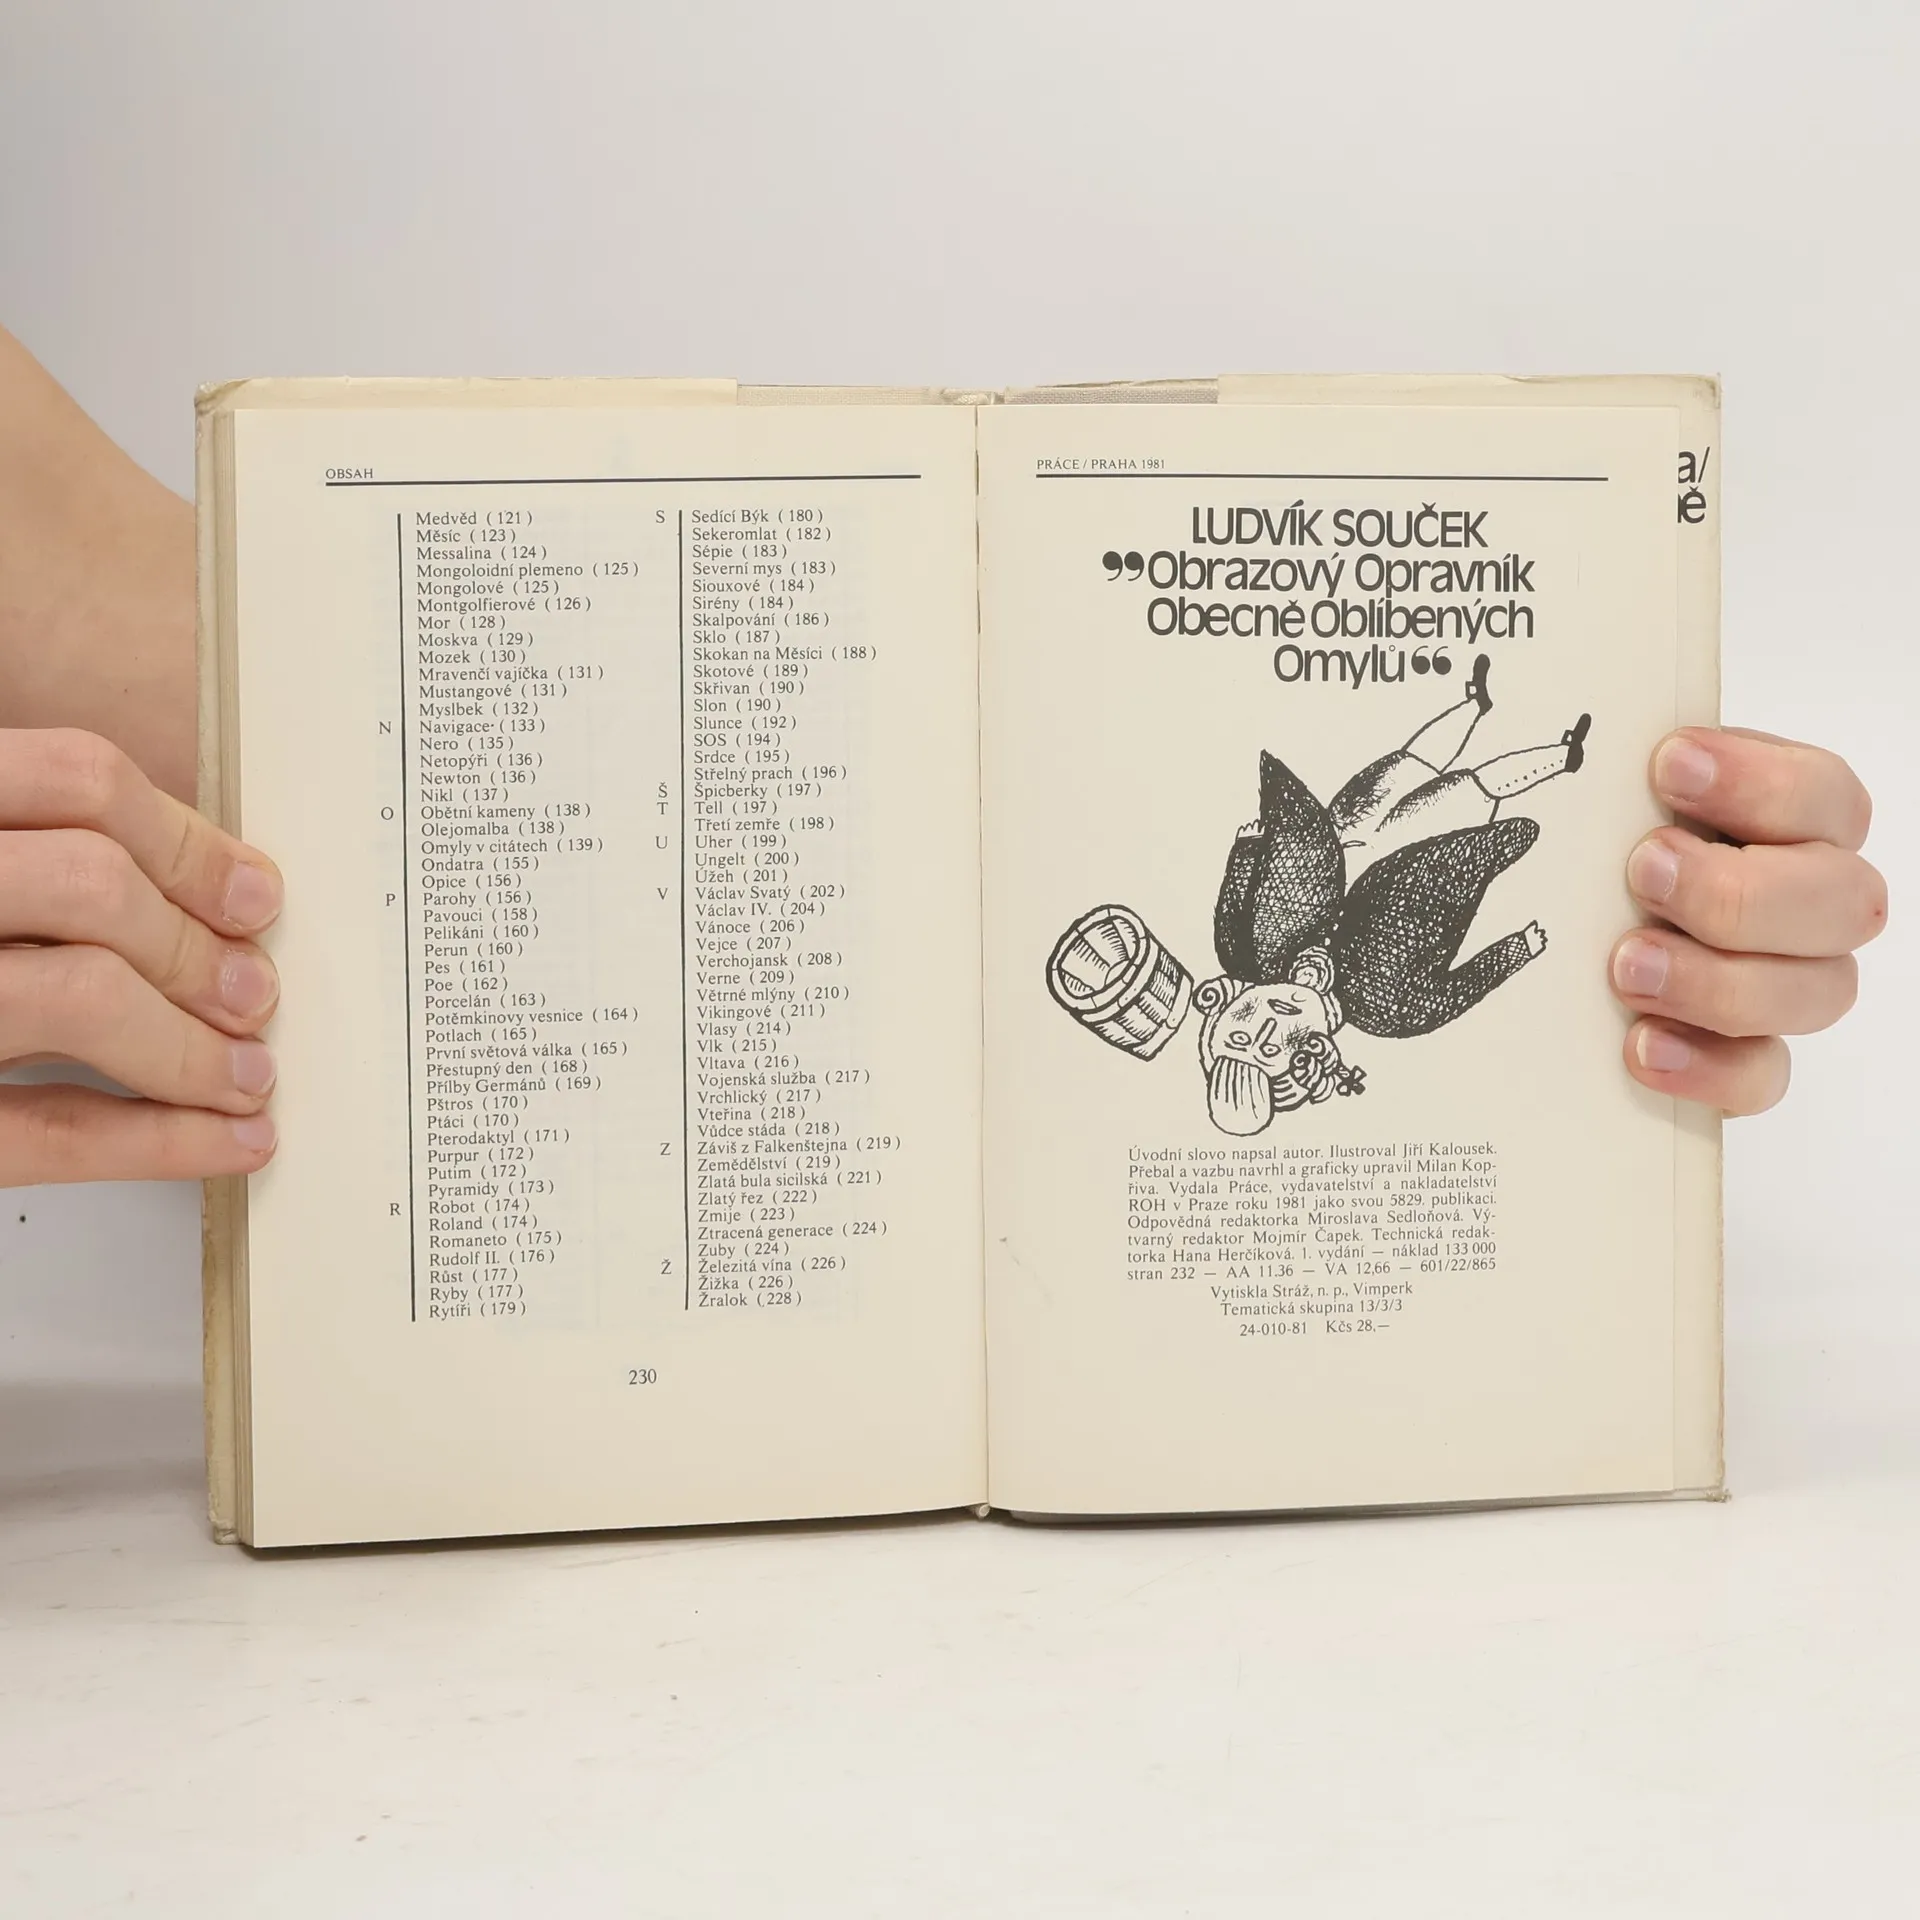 OBSAH
Medvěd ( 121 )
Měsíc ( 123 )
Messalina ( 124 )
Mongoloidní plemeno ( 125 )
Mongolové ( 125 )
Montgolfierové ( 126 )
Mor ( 128 )
Moskva ( 129 )
Mozek ( 130 )
Mravenčí vajíčka ( 131 )
Mustangové ( 131 )
Myslbek ( 132 )
N Navigace ( 133 )
Nero ( 135 )
Netopýři ( 136 )
Newton ( 136 )
Nikl ( 137 )
O Obětní kameny ( 138 )
Olejomalba ( 138 )
Omyly v citátech ( 139 )
Ondatra ( 155 )
Opice ( 156 )
P Parohy ( 156 )
Pavouci ( 158 )
Pelikáni ( 160 )
Perun ( 160 )
Pes ( 161 )
Poe ( 162 )
Porcelán ( 163 )
Potěmkinovy vesnice ( 164 )
Potlach ( 165 )
První světová válka ( 165 )
Přestupný den ( 168 )
Přílby Germánů ( 169 )
Pštros ( 170 )
Ptáci ( 170 )
Pterodaktyl ( 171 )
Purpur ( 172 )
Putim ( 172 )
Pyramidy ( 173 )
R Robot ( 174 )
Roland ( 174 )
Romaneto ( 175 )
Rudolf II. ( 176 )
Růst ( 177 )
Ryby ( 177 )
Rytíři ( 179 )
S Sedící Býk ( 180 )
Sekeromlat ( 182 )
Sépie ( 183 )
Severní mys ( 183 )
Siouxové ( 184 )
Sirény ( 184 )
Skalpování ( 186 )
Sklo ( 187 )
Skokan na Měsíci ( 188 )
Skotové ( 189 )
Skřivan ( 190 )
Slon ( 190 )
Slunce ( 192 )
SOS ( 194 )
Srdce ( 195 )
Střelný prach ( 196 )
Š Špicberky ( 197 )
T Tell ( 197 )
Třetí zemře ( 198 )
U Uher ( 199 )
Ungelt ( 200 )
Úžeh ( 201 )
V Václav Svatý ( 202 )
Václav IV. ( 204 )
Vánoce ( 206 )
Vejce ( 207 )
Verchojansk ( 208 )
Verne ( 209 )
Větrné mlýny ( 210 )
Vikingové ( 211 )
Vlasy ( 214 )
Vlk ( 215 )
Vltava ( 216 )
Vojenská služba ( 217 )
Vrchlický ( 217 )
Vteřina ( 218 )
Vůdce stáda ( 218 )
Z Záviš z Falkenštejna ( 219 )
Zemědělství ( 219 )
Zlatá bula sicilská ( 221 )
Zlatý řez ( 222 )
Zmije ( 223 )
Ztracená generace ( 224 )
Zuby ( 224 )
Ž Železitá vína ( 226 )
Žižka ( 226 )
Žralok ( 228 )
230
PRÁCE / PRAHA 1981
LUDVÍK SOUČEK
❞Obrazový Opravník
Obecně Oblíbených
Omylů❝
Úvodní slovo napsal autor. Ilustroval Jiří Kalousek.
Přebal a vazbu navrhl a graficky upravil Milan Kop-
řiva. Vydala Práce, vydavatelství a nakladatelství
ROH v Praze roku 1981 jako svou 5829. publikaci.
Odpovědná redaktorka Miroslava Sedloňová. Vý-
tvarný redaktor Mojmír Čapek. Technická redak-
torka Hana Herčíková. 1. vydání — náklad 133 000
stran 232 — AA 11.36 — VA 12,66 — 601/22/865
Vytiskla Stráž, n. p., Vimperk
Tematická skupina 13/3/3
24-010-81 Kčs 28,—
a/
ě